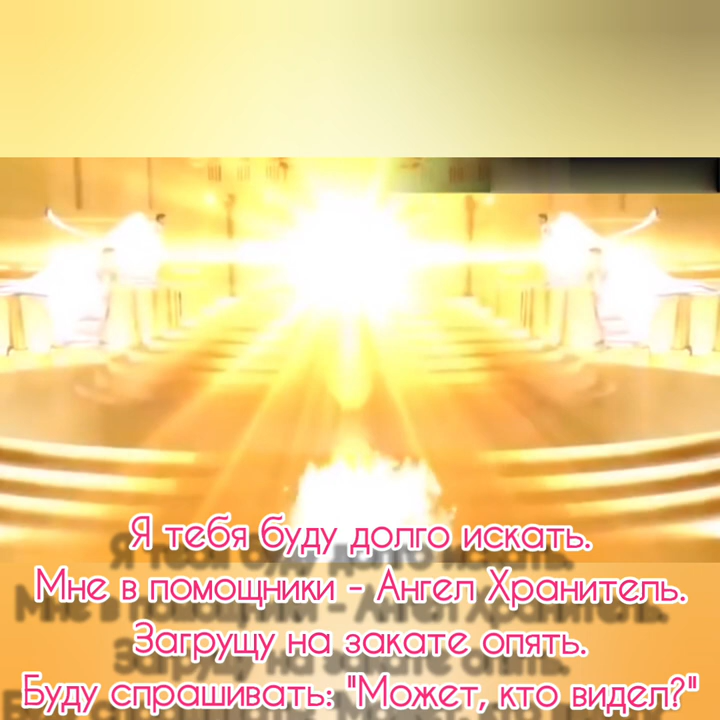 Я тебя буду долго искать.
Мне в помощники - Ангел Хранитель.
Загрущу на закате опять.
Буду спрашивать: "Может, кто видел?"